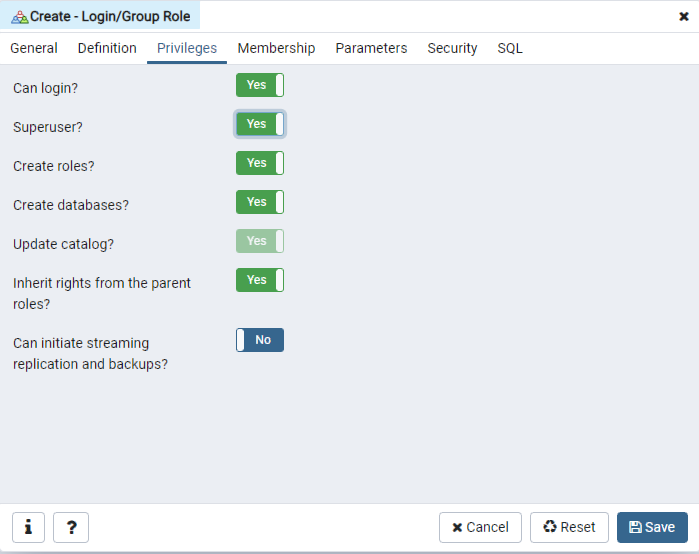 Create - Login/Group Role
General Definition Privileges Membership Parameters Security SQL
Can login? Yes
Superuser? Yes
Create roles? Yes
Create databases? Yes
Update catalog? Yes
Inherit rights from the parent Yes
roles?
Can initiate streaming No
replication and backups?
i ? Cancel Reset Save